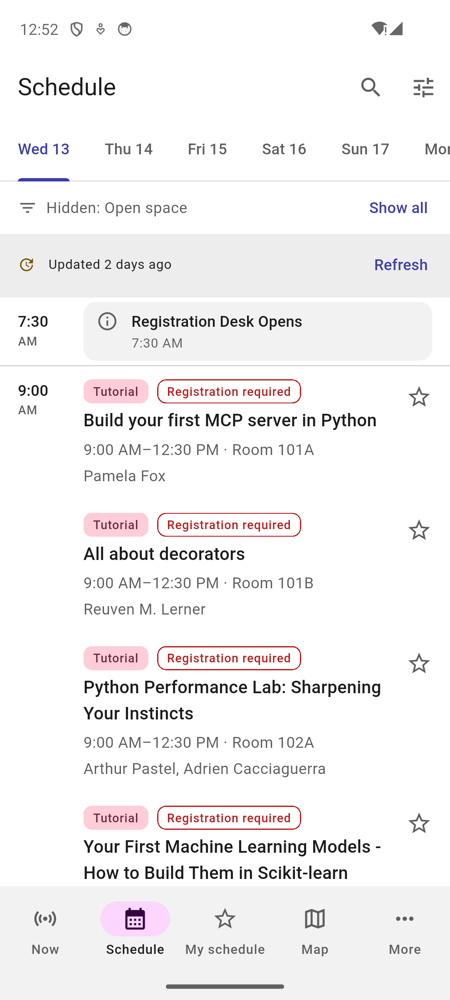 12:52
Schedule
Wed 13 Thu 14 Fri 15 Sat 16 Sun 17 Mo
Hidden: Open space Show all
Updated 2 days ago Refresh
7:30 AM
Registration Desk Opens
7:30 AM
9:00 AM
Tutorial Registration required
Build your first MCP server in Python
9:00 AM–12:30 PM · Room 101A
Pamela Fox
Tutorial Registration required
All about decorators
9:00 AM–12:30 PM · Room 101B
Reuven M. Lerner
Tutorial Registration required
Python Performance Lab: Sharpening
Your Instincts
9:00 AM–12:30 PM · Room 102A
Arthur Pastel, Adrien Cacciaguerra
Tutorial Registration required
Your First Machine Learning Models -
How to Build Them in Scikit-learn
Now Schedule My schedule Map More